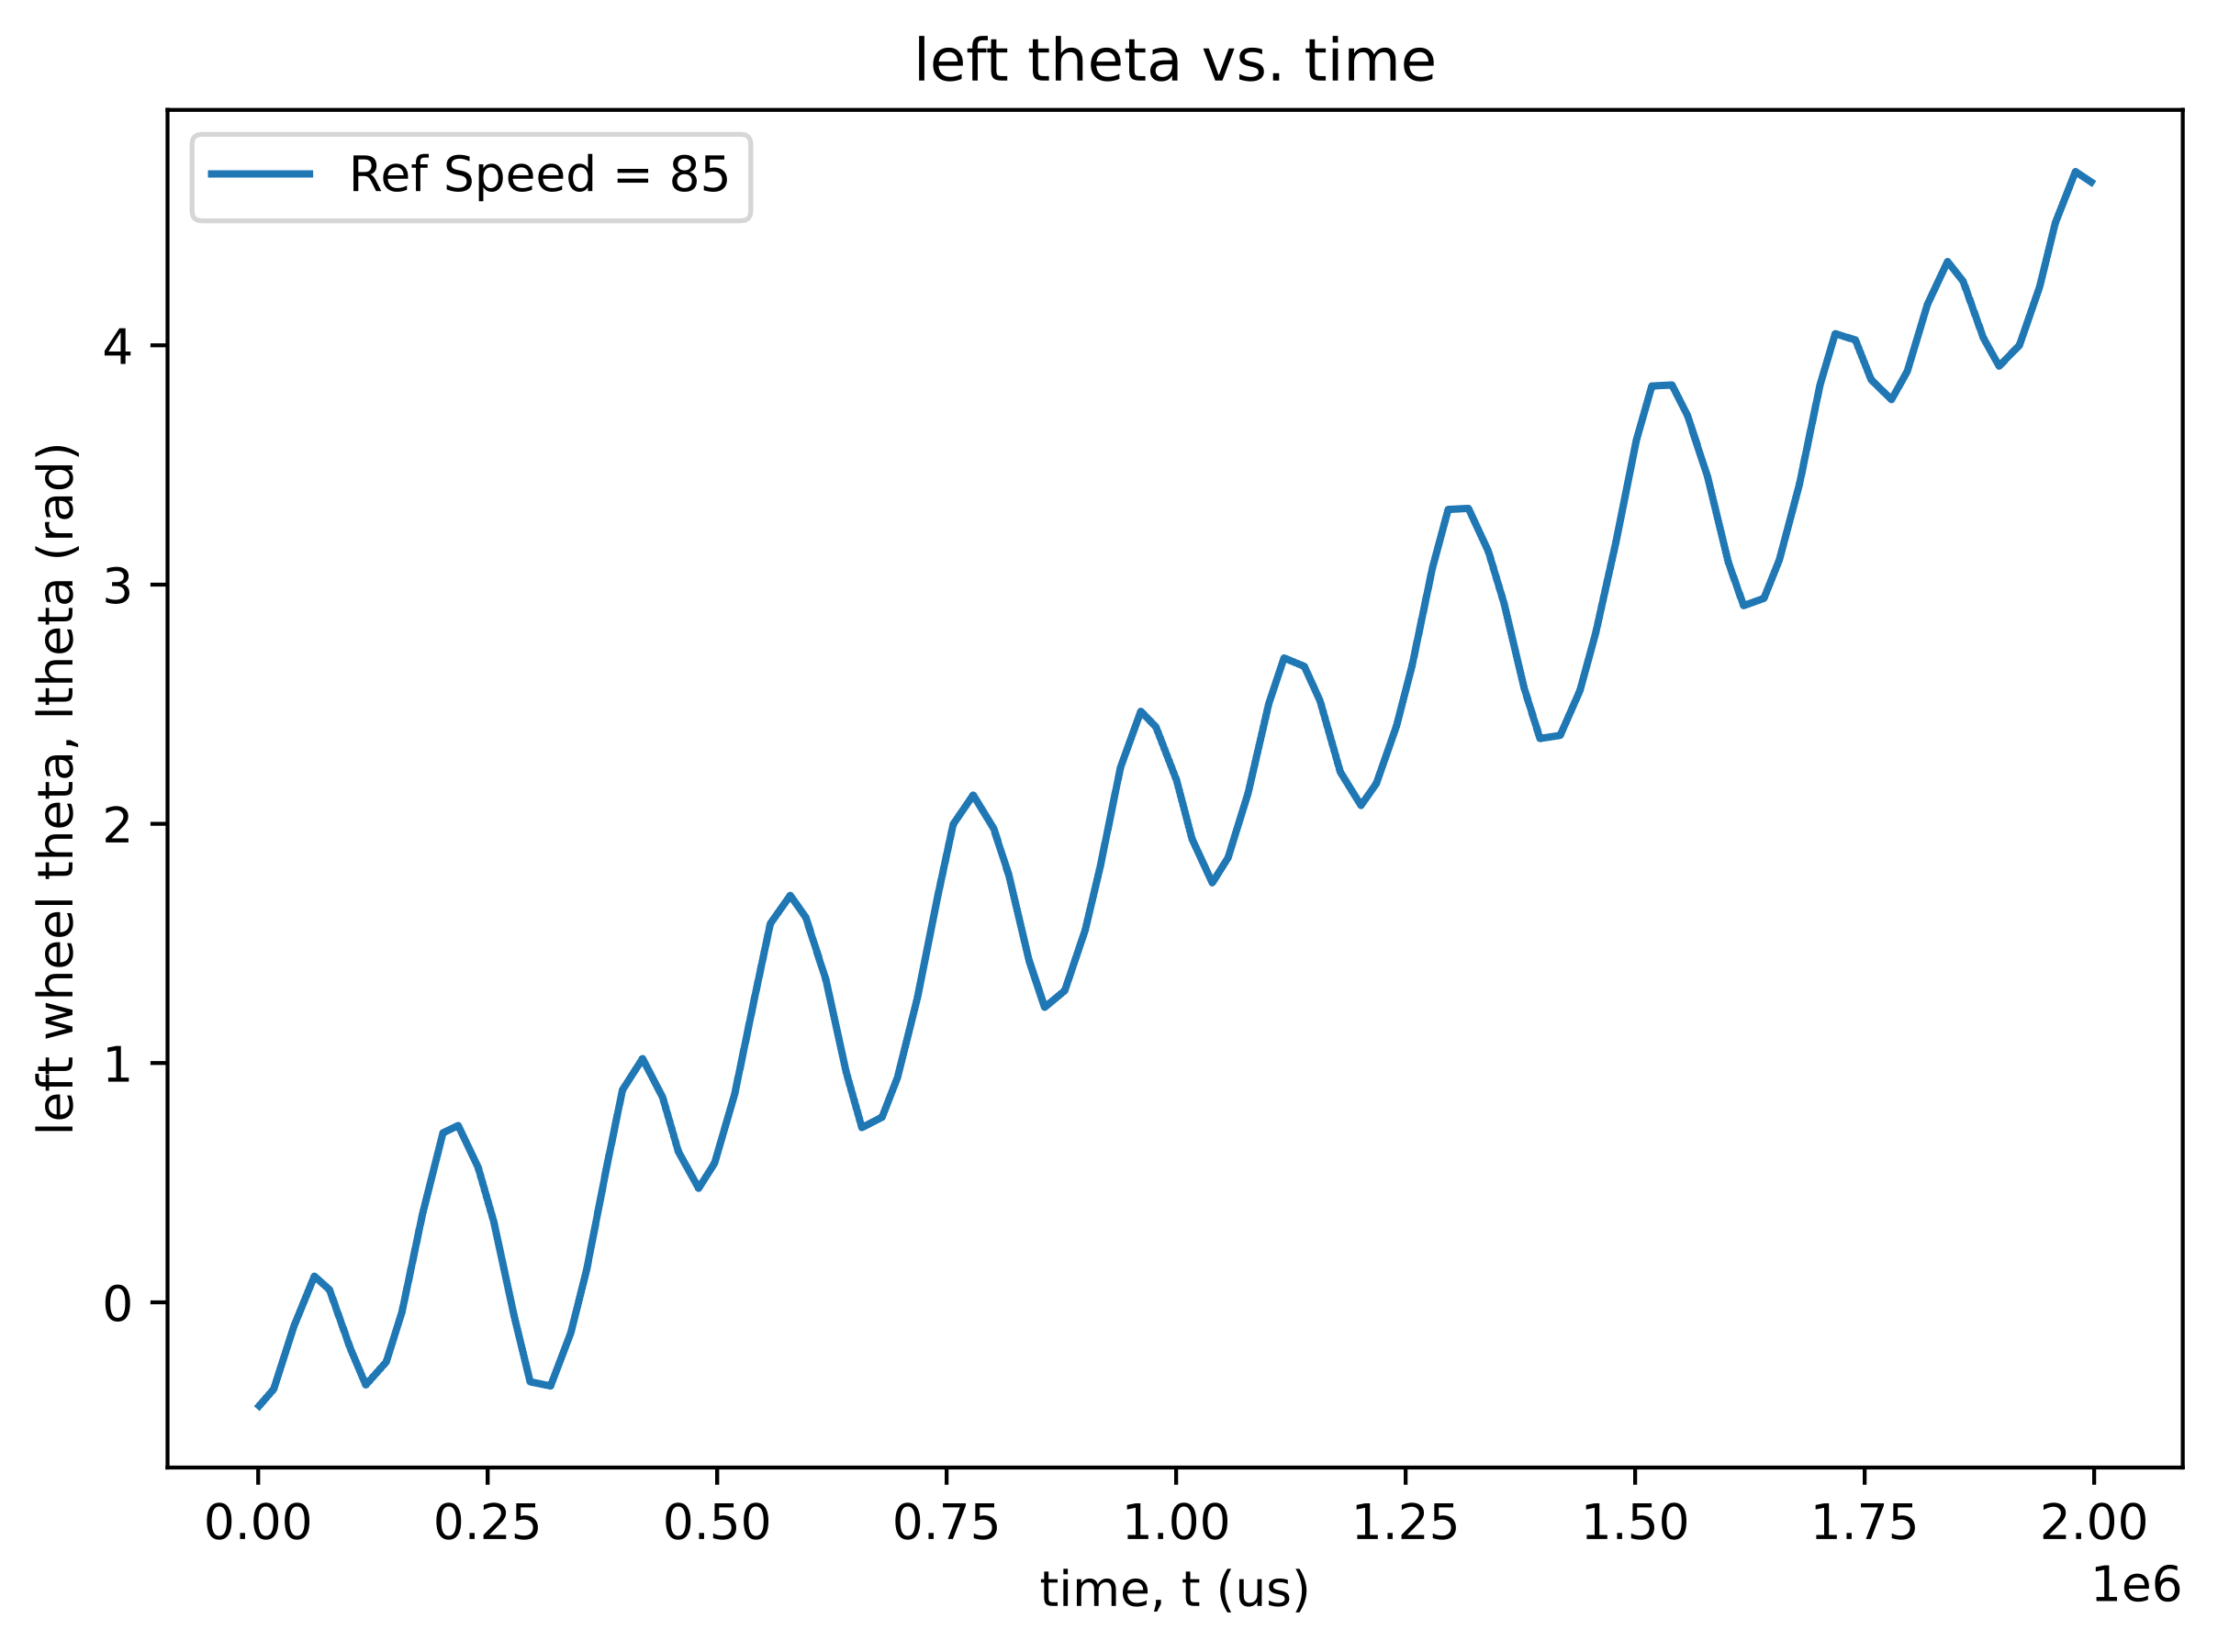 left theta vs. time
Ref Speed = 85
left wheel theta, ltheta (rad)
4
3
2
1
0
0.00 0.25 0.50 0.75 1.00 1.25 1.50 1.75 2.00
1e6
time, t (us)